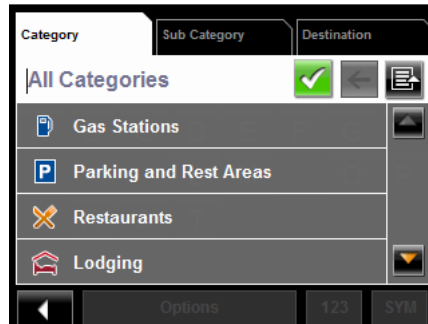 Category Sub Category Destination
All Categories
Gas Stations
P Parking and Rest Areas
Restaurants
Lodging
Options 123 SYM